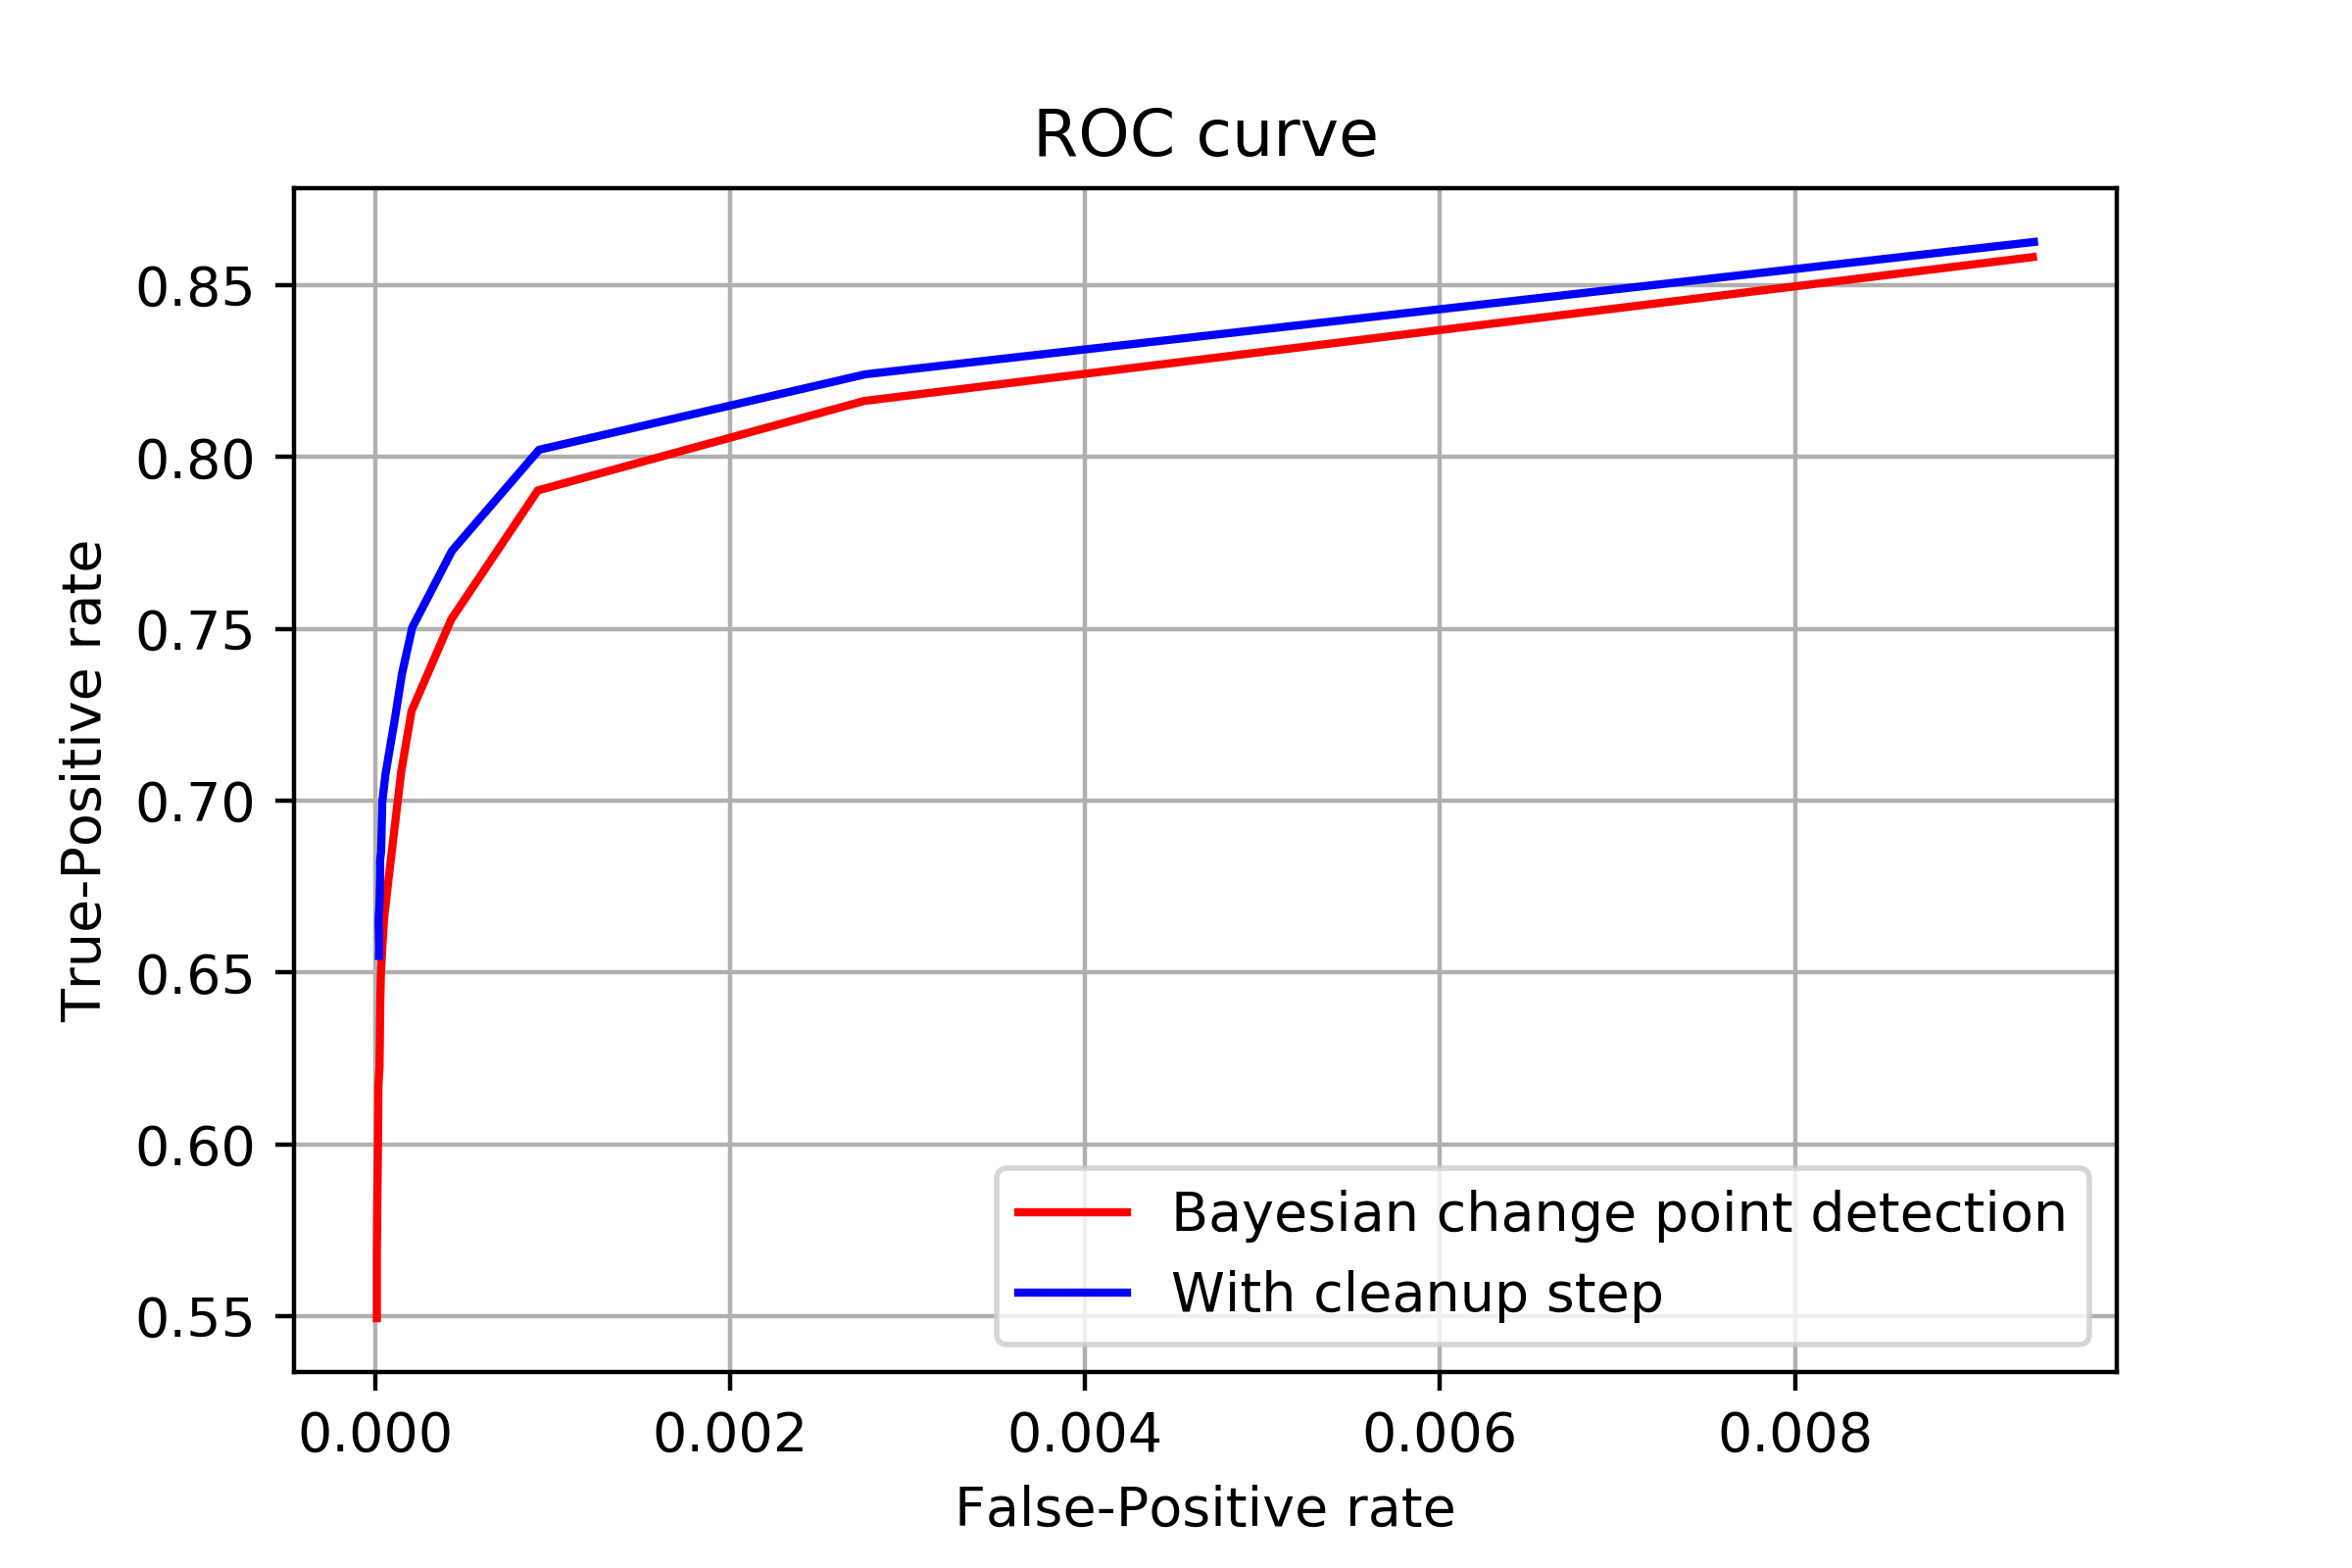 ROC curve
0.85
0.80
0.75
0.70
0.65
0.60
0.55
True-Positive rate
Bayesian change point detection
With cleanup step
0.000 0.002 0.004 0.006 0.008
False-Positive rate